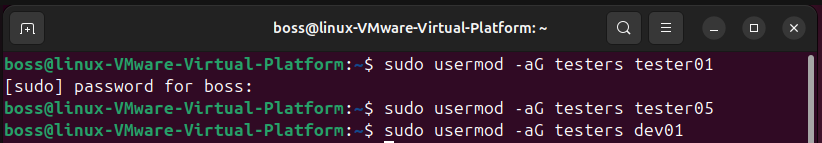 boss@linux-VMware-Virtual-Platform: ~
boss@linux-VMware-Virtual-Platform:~$ sudo usermod -aG testers tester01
[sudo] password for boss:
boss@linux-VMware-Virtual-Platform:~$ sudo usermod -aG testers tester05
boss@linux-VMware-Virtual-Platform:~$ sudo usermod -aG testers dev01